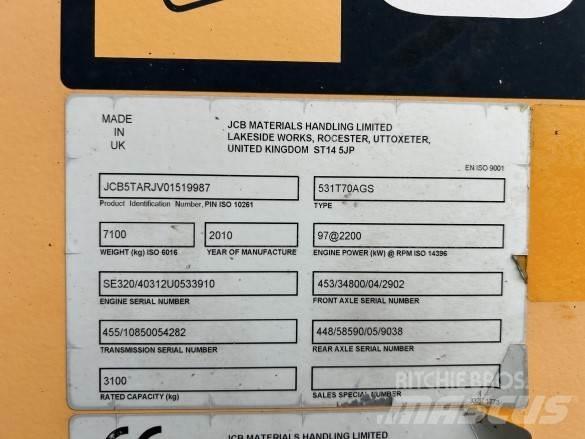 MADE
IN
UK
JCB MATERIALS HANDLING LIMITED
LAKESIDE WORKS, ROCESTER, UTTOXETER,
UNITED KINGDOM ST14 5JP
EN ISO 9001
JCB5TARJV01519987
Product Identification Number, PIN ISO 10261
531T70AGS
TYPE
7100
WEIGHT (kg) ISO 6016
2010
YEAR OF MANUFACTURE
97@2200
ENGINE POWER (kW) @ RPM ISO 14396
SE320/40312U0533910
ENGINE SERIAL NUMBER
453/34800/04/2902
FRONT AXLE SERIAL NUMBER
455/10850054282
TRANSMISSION SERIAL NUMBER
448/58590/05/9038
REAR AXLE SERIAL NUMBER
3100
RATED CAPACITY (kg)
SALES SPECIAL NUMBER
RITCHIE BROS.
MASCUS
CE
JCB MATERIALS HANDLING LIMITED